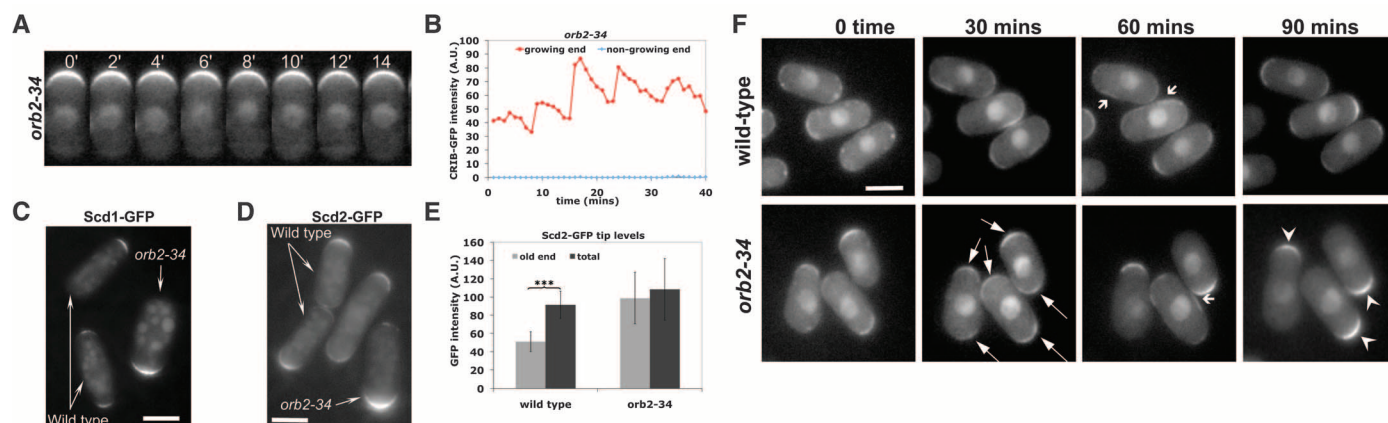 A
orb2-34
0' 2' 4' 6' 8' 10' 12' 14
B
orb2-34
growing end non-growing end
CRIB-GFP intensity (A.U.)
100
90
80
70
60
50
40
30
20
10
0
0 10 20 30 40
time (mins)
C
Scd1-GFP
orb2-34
Wild type
D
Scd2-GFP
Wild type
orb2-34
E
Scd2-GFP tip levels
old end total
GFP intensity (A.U.)
160
140
120
100
80
60
40
20
0
***
wild type orb2-34
F
0 time 30 mins 60 mins 90 mins
wild-type
orb2-34